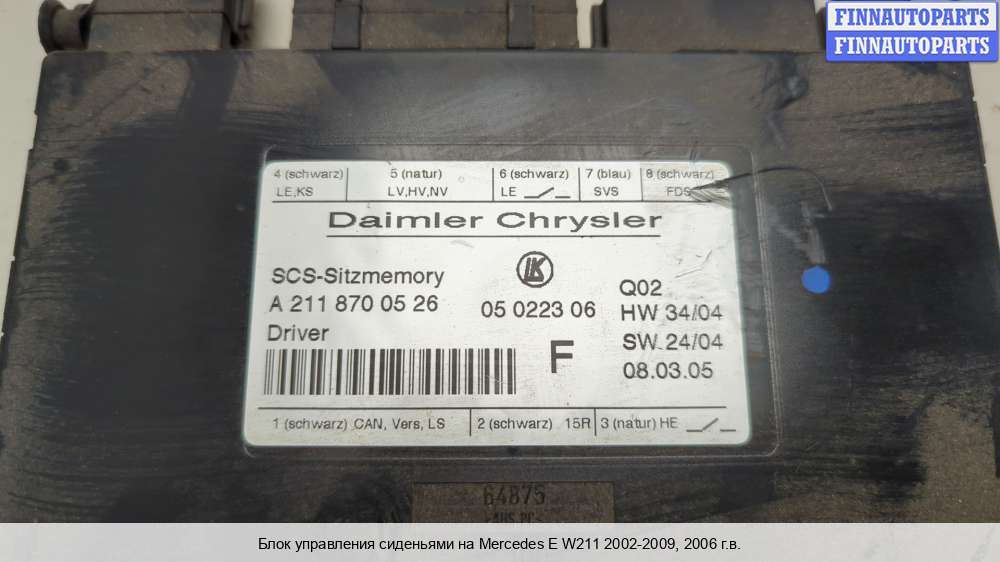 FINNAUTOPARTS
FINNAUTOPARTS
4 (schwarz) 5 (natur) 6 (schwarz) 7 (blau) 8 (schwarz)
LE,KS LV,HV,NV LE SVS FDS
Daimler Chrysler
SCS-Sitzmemory
A 211 870 05 26 05 0223 06
Driver F
Q02
HW 34/04
SW 24/04
08.03.05
1 (schwarz) CAN, Vers, LS 2 (schwarz) 15R 3 (natur) HE
64875
Блок управления сиденьями на Mercedes E W211 2002-2009, 2006 г.в.